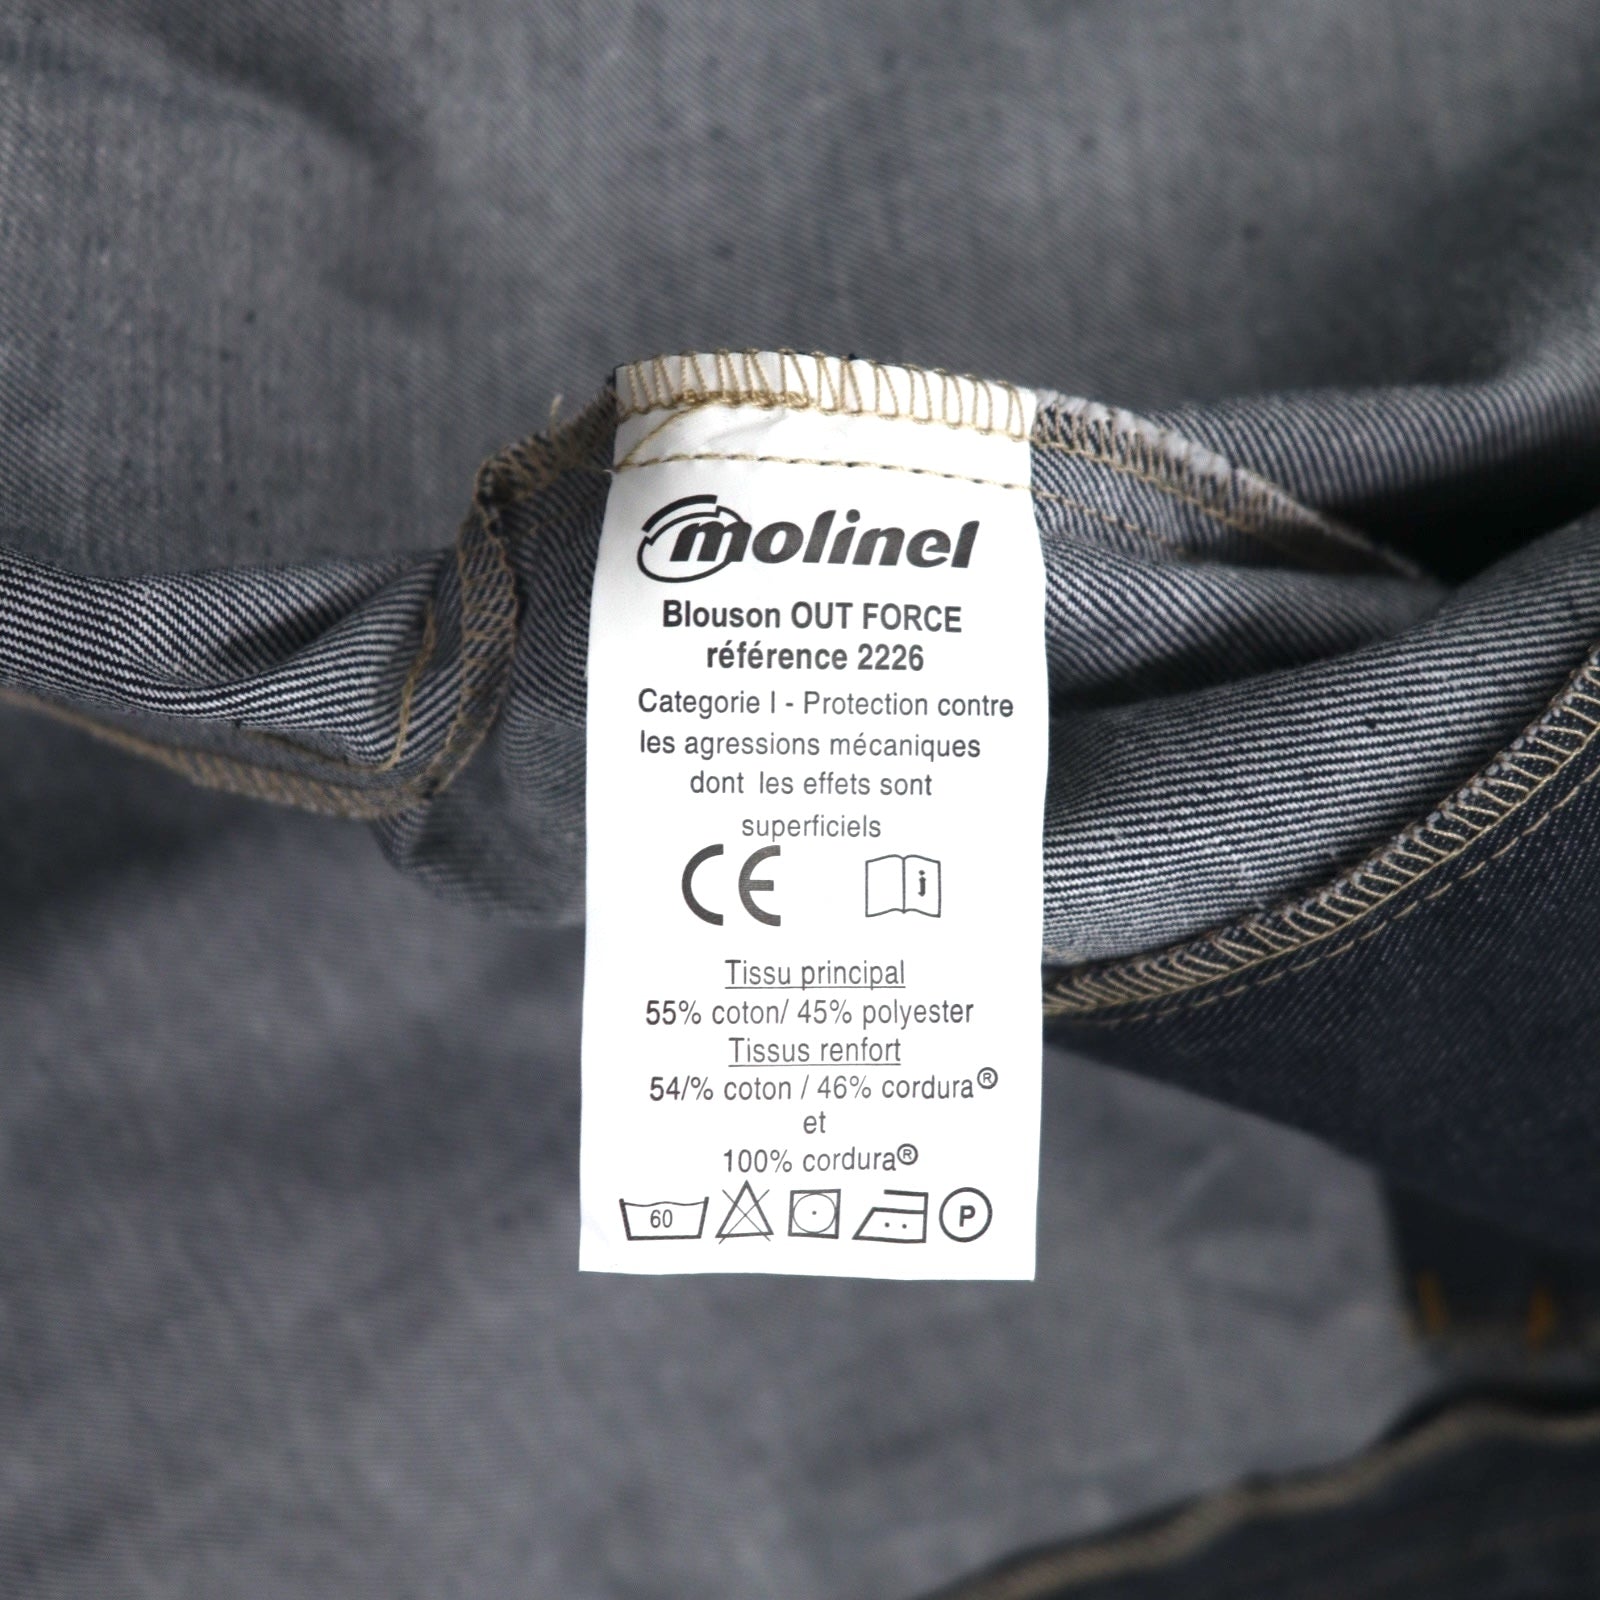 molinel
Blouson OUT FORCE
référence 2226
Categorie I - Protection contre
les agressions mécaniques
dont les effets sont
superficiels
CE j
Tissu principal
55% coton/ 45% polyester
Tissus renfort
54/% coton / 46% cordura®
et
100% cordura®
60 P